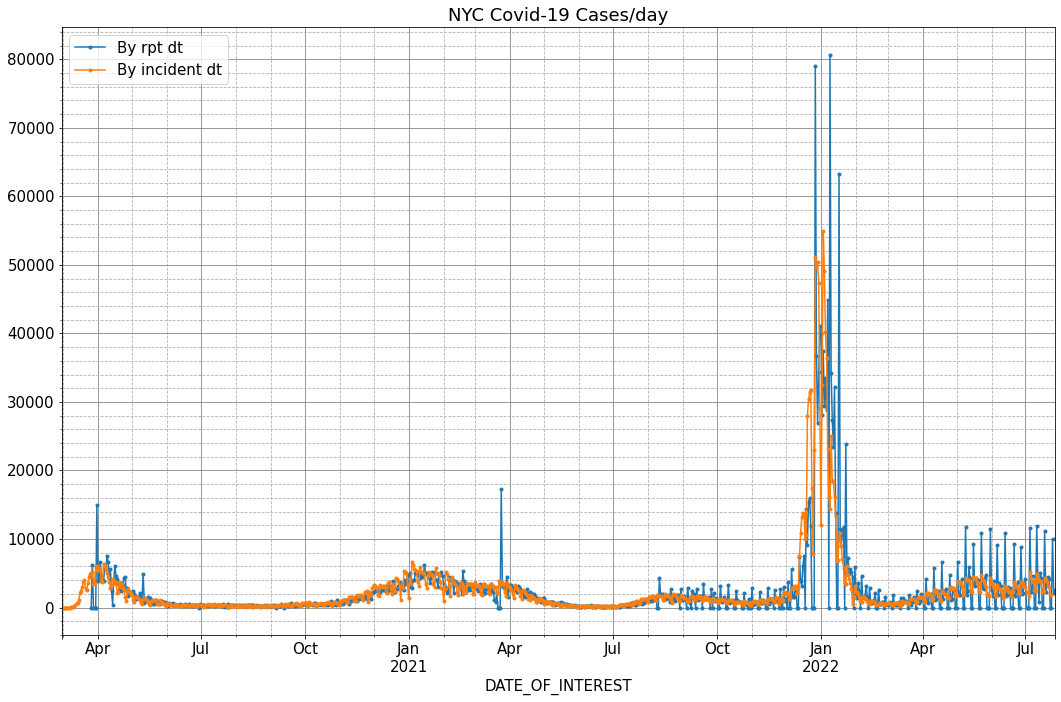 NYC Covid-19 Cases/day
By rpt dt
By incident dt
80000
70000
60000
50000
40000
30000
20000
10000
0
Apr Jul Oct Jan Apr Jul Oct Jan Apr Jul
2021 2022
DATE_OF_INTEREST